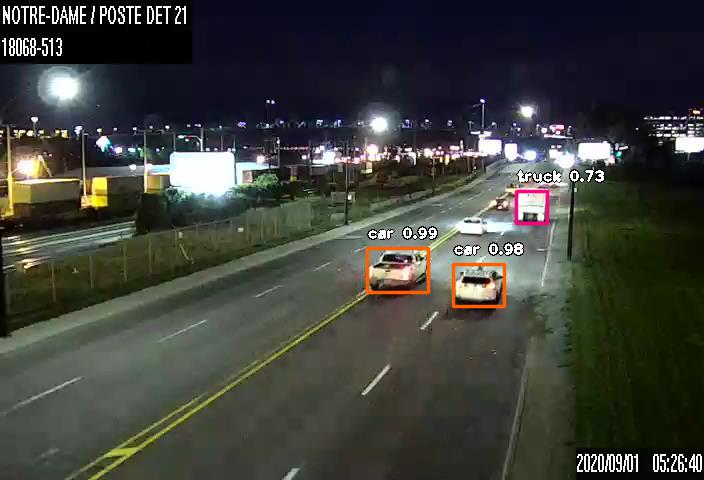 NOTRE-DAME / POSTE DET 21
18068-513
truck 0.73
car 0.99
car 0.98
2020/09/01 05:26:40